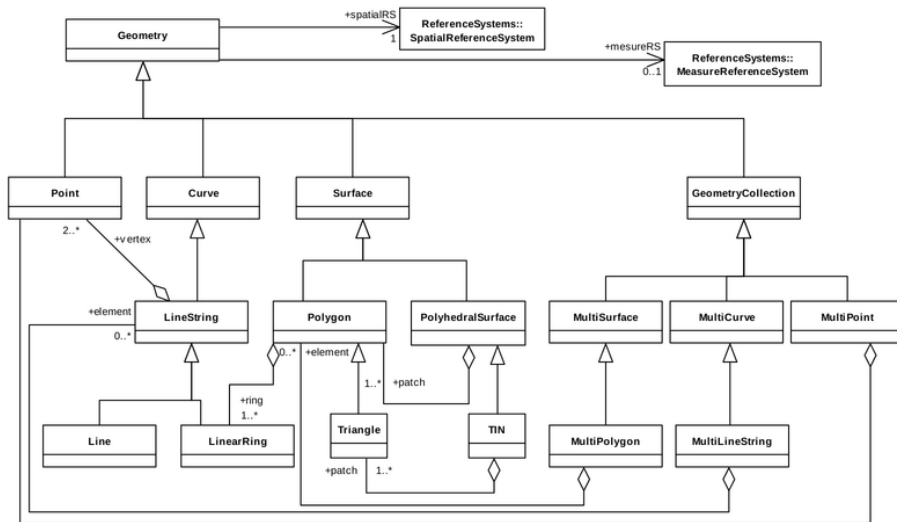 +spatialRS
1
ReferenceSystems::
SpatialReferenceSystem
Geometry
+mesureRS
0..1
ReferenceSystems::
MeasureReferenceSystem
Point
Curve
Surface
GeometryCollection
2..*
+vertex
+element
0..*
LineString
Polygon
PolyhedralSurface
MultiSurface
MultiCurve
MultiPoint
0..*
+element
1..*
+patch
+ring
1..*
Line
LinearRing
Triangle
TIN
MultiPolygon
MultiLineString
+patch
1..*